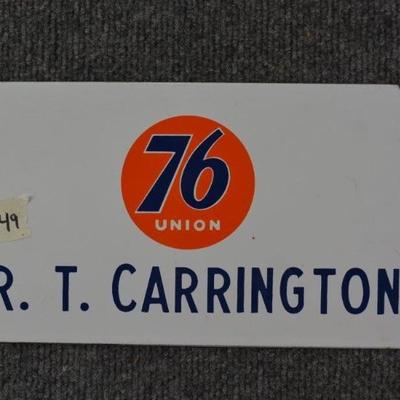 76
UNION
49
R. T. CARRINGTON